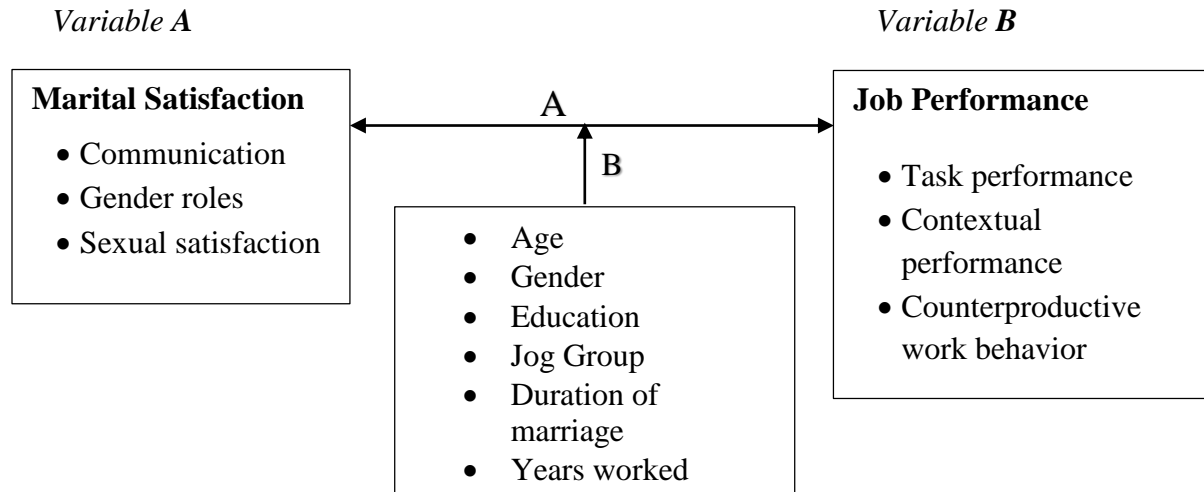 Variable A
Variable B
Marital Satisfaction
• Communication
• Gender roles
• Sexual satisfaction
A
B
• Age
• Gender
• Education
• Jog Group
• Duration of
marriage
• Years worked
Job Performance
• Task performance
• Contextual
performance
• Counterproductive
work behavior